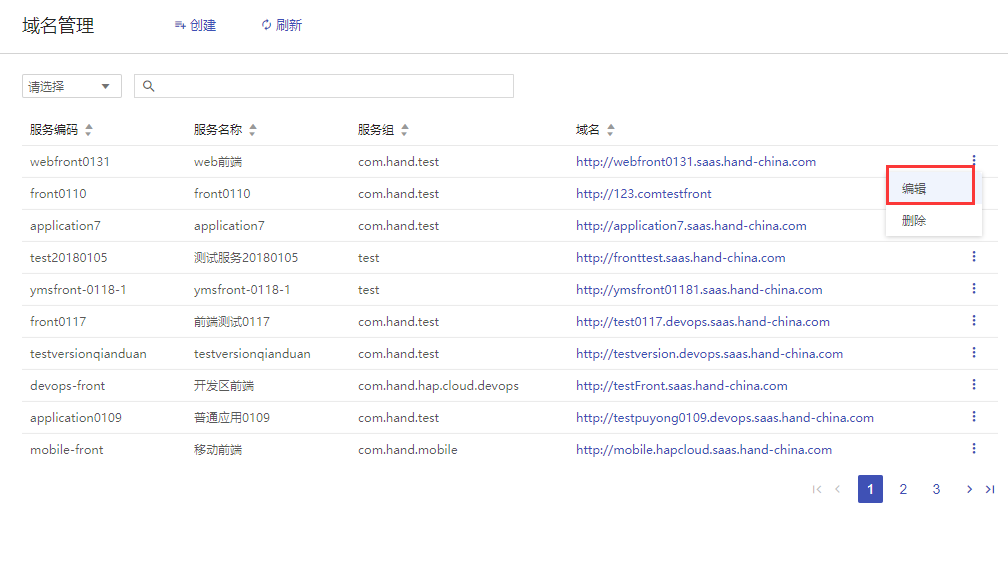 域名管理 创建 刷新
请选择
服务编码 服务名称 服务组 域名
webfront0131 web前端 com.hand.test http://webfront0131.saas.hand-china.com
编辑
front0110 front0110 com.hand.test http://123.comtestfront
删除
application7 application7 com.hand.test http://application7.saas.hand-china.com
test20180105 测试服务20180105 test http://fronttest.saas.hand-china.com
ymsfront-0118-1 ymsfront-0118-1 test http://ymsfront01181.saas.hand-china.com
front0117 前端测试0117 com.hand.test http://test0117.devops.saas.hand-china.com
testversionqianduan testversionqianduan com.hand.test http://testversion.devops.saas.hand-china.com
devops-front 开发区前端 com.hand.hap.cloud.devops http://testFront.saas.hand-china.com
application0109 普通应用0109 com.hand.test http://testpuyong0109.devops.saas.hand-china.com
mobile-front 移动前端 com.hand.mobile http://mobile.hapcloud.saas.hand-china.com
1 2 3